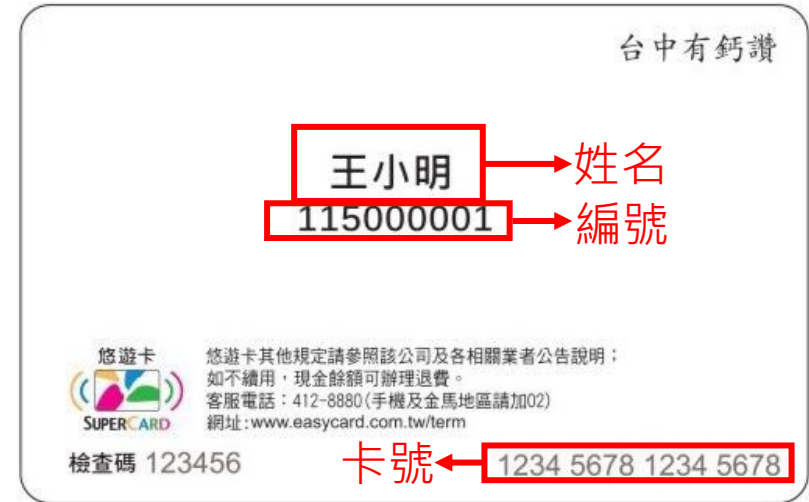 台中有鈣讚
王小明
姓名
115000001
編號
悠遊卡
SUPERCARD
悠遊卡其他規定請參照該公司及各相關業者公告說明；
如不續用，現金餘額可辦理退費。
客服電話：412-8880(手機及金馬地區請加02)
網址:www.easycard.com.tw/term
檢查碼 123456
卡號
1234 5678 1234 5678